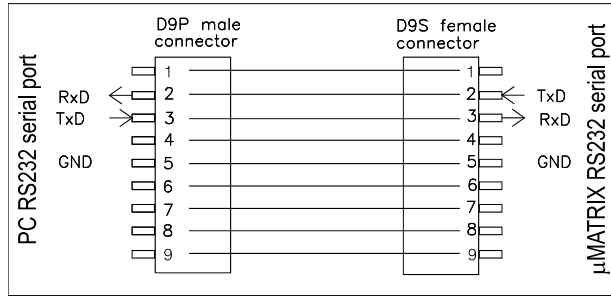 D9P male
connector
D9S female
connector
PC RS232 serial port
µMATRIX RS232 serial port
1 1
RxD 2 2 TxD
TxD 3 3 RxD
4 4
GND 5 5 GND
6 6
7 7
8 8
9 9